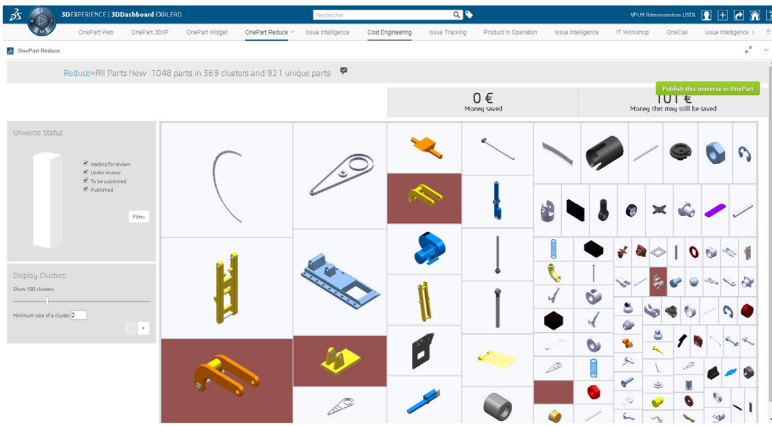 3DEXPERIENCE | 3DDashboard EXALEAD
Rechercher
VPLM Administration USER
OnePart Web OnePart 3DXP OnePart Widget OnePart Reduce Issue Intelligence Cost Engineering Issue Tracking Product in Operation Issue Intelligence IT Workshop OneCall Issue Intelligence >
OnePart Reduce
Reduce>All Parts New :1048 parts in 369 clusters and 921 unique parts
Publish this universe in OnePart
0 €
Money saved
101 €
Money that may still be saved
Universe Status
Waiting for review
Under review
To be published
Published
Filter
Display Clusters:
Show 100 clusters
Minimum size of a cluster 2